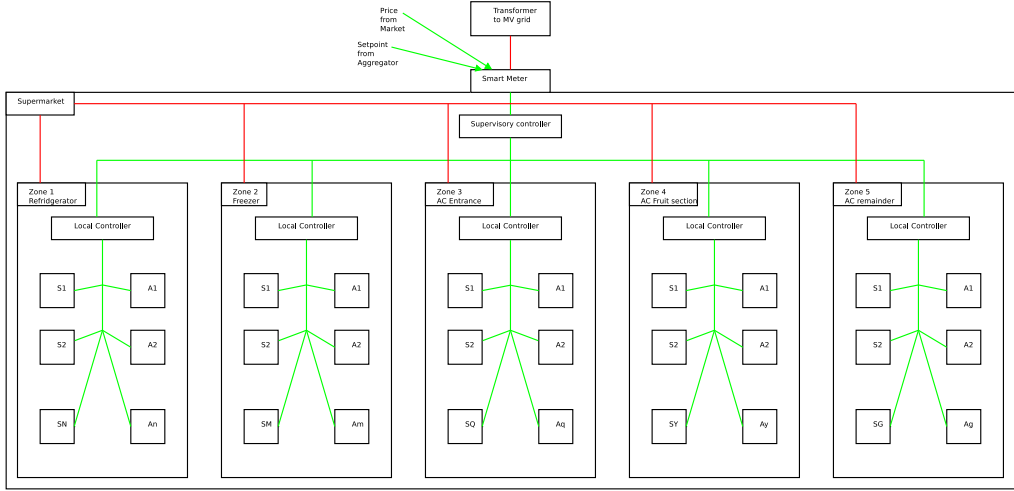 Price
from
Market
Transformer
to MV grid
Setpoint
from
Aggregator
Smart Meter
Supermarket
Supervisory controller
Zone 1
Refridgerator
Zone 2
Freezer
Zone 3
AC Entrance
Zone 4
AC Fruit section
Zone 5
AC remainder
Local Controller
Local Controller
Local Controller
Local Controller
Local Controller
S1 A1
S1 A1
S1 A1
S1 A1
S1 A1
S2 A2
S2 A2
S2 A2
S2 A2
S2 A2
SN An
SM Am
SQ Aq
SY Ay
SG Ag